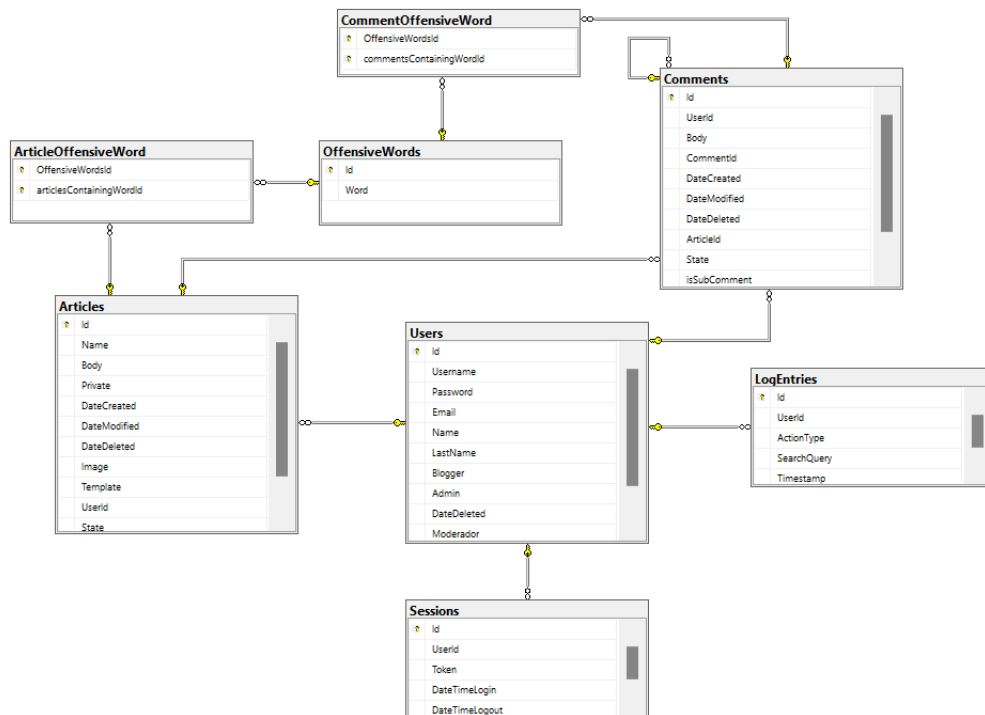 CommentOffensiveWord
OffensiveWordsId
commentsContainingWordId
Comments
Id
UserId
Body
CommentId
DateCreated
DateModified
DateDeleted
ArticleId
State
isSubComment
ArticleOffensiveWord
OffensiveWordsId
articlesContainingWordId
OffensiveWords
Id
Word
Articles
Id
Name
Body
Private
DateCreated
DateModified
DateDeleted
Image
Template
UserId
State
Users
Id
Username
Password
Email
Name
LastName
Blogger
Admin
DateDeleted
Moderador
LogEntries
Id
UserId
ActionType
SearchQuery
Timestamp
Sessions
Id
UserId
Token
DateTimeLogin
DateTimeLogout